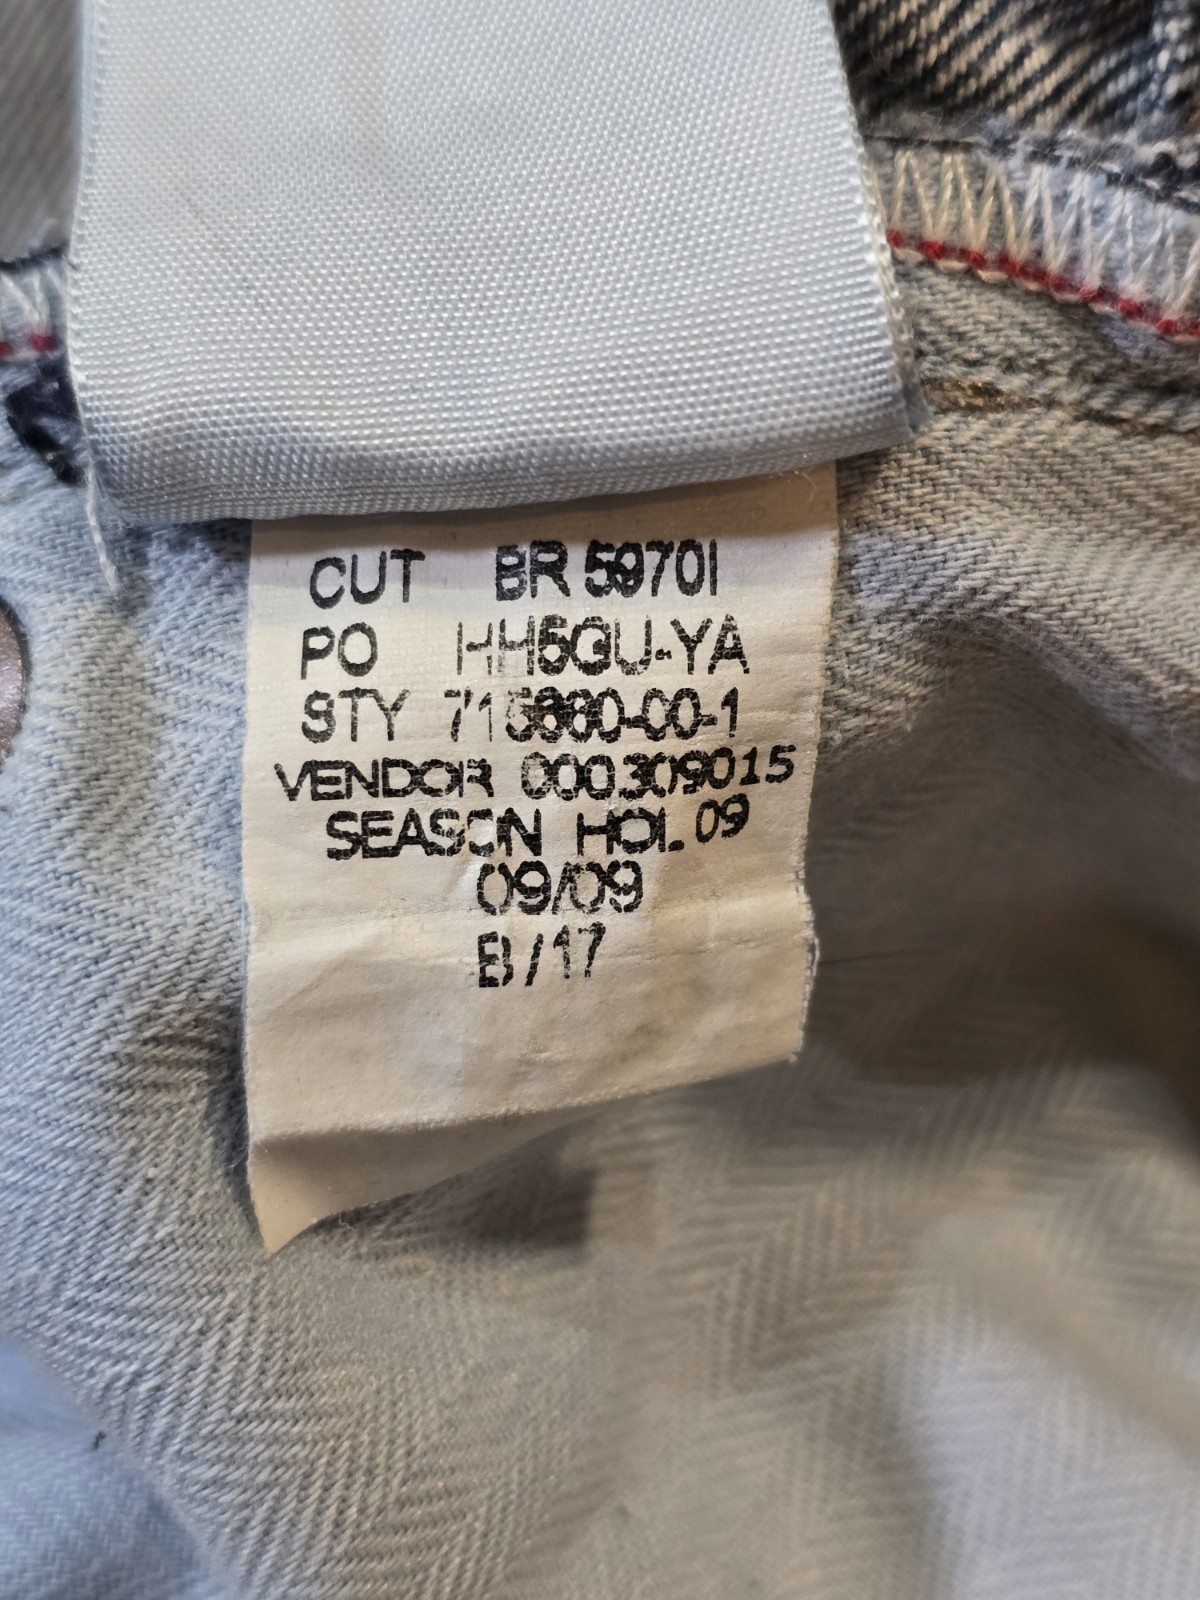 CUT BR 59701
PO HH5GU-YA
STY 715880-00-1
VENDOR 000309015
SEASON HOL 09
09/09
B/17